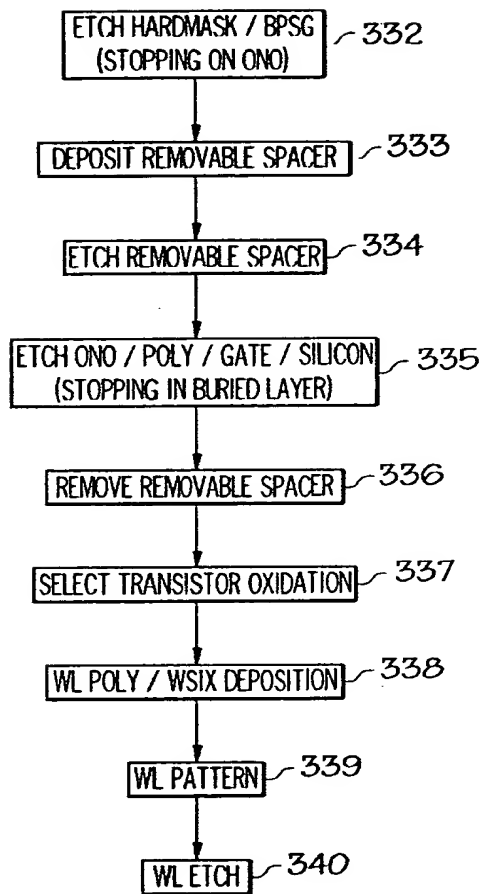 ETCH HARDMASK / BPSG
(STOPPING ON ONO)
332
DEPOSIT REMOVABLE SPACER
333
ETCH REMOVABLE SPACER
334
ETCH ONO / POLY / GATE / SILICON
(STOPPING IN BURIED LAYER)
335
REMOVE REMOVABLE SPACER
336
SELECT TRANSISTOR OXIDATION
337
WL POLY / WSIX DEPOSITION
338
WL PATTERN
339
WL ETCH
340